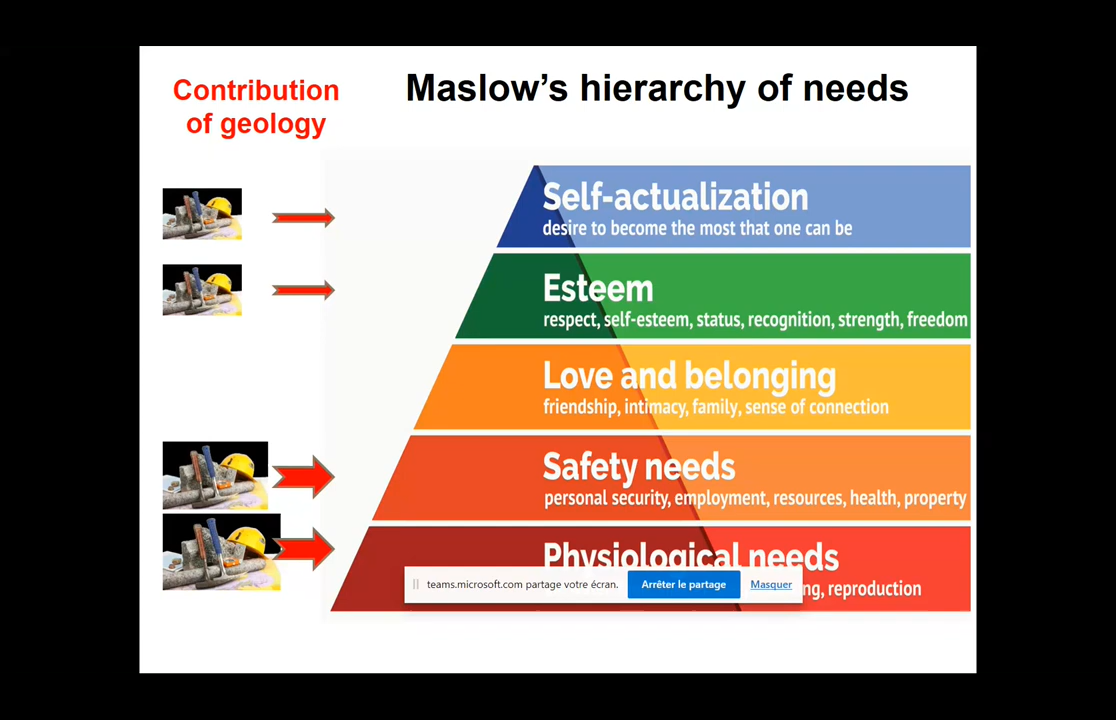 Contribution
of geology
Maslow's hierarchy of needs
Self-actualization
desire to become the most that one can be
Esteem
respect, self-esteem, status, recognition, strength, freedom
Love and belonging
friendship, intimacy, family, sense of connection
Safety needs
personal security, employment, resources, health, property
Physiological needs
reproduction
teams.microsoft.com partage votre écran.
Arrêter le partage
Masquer